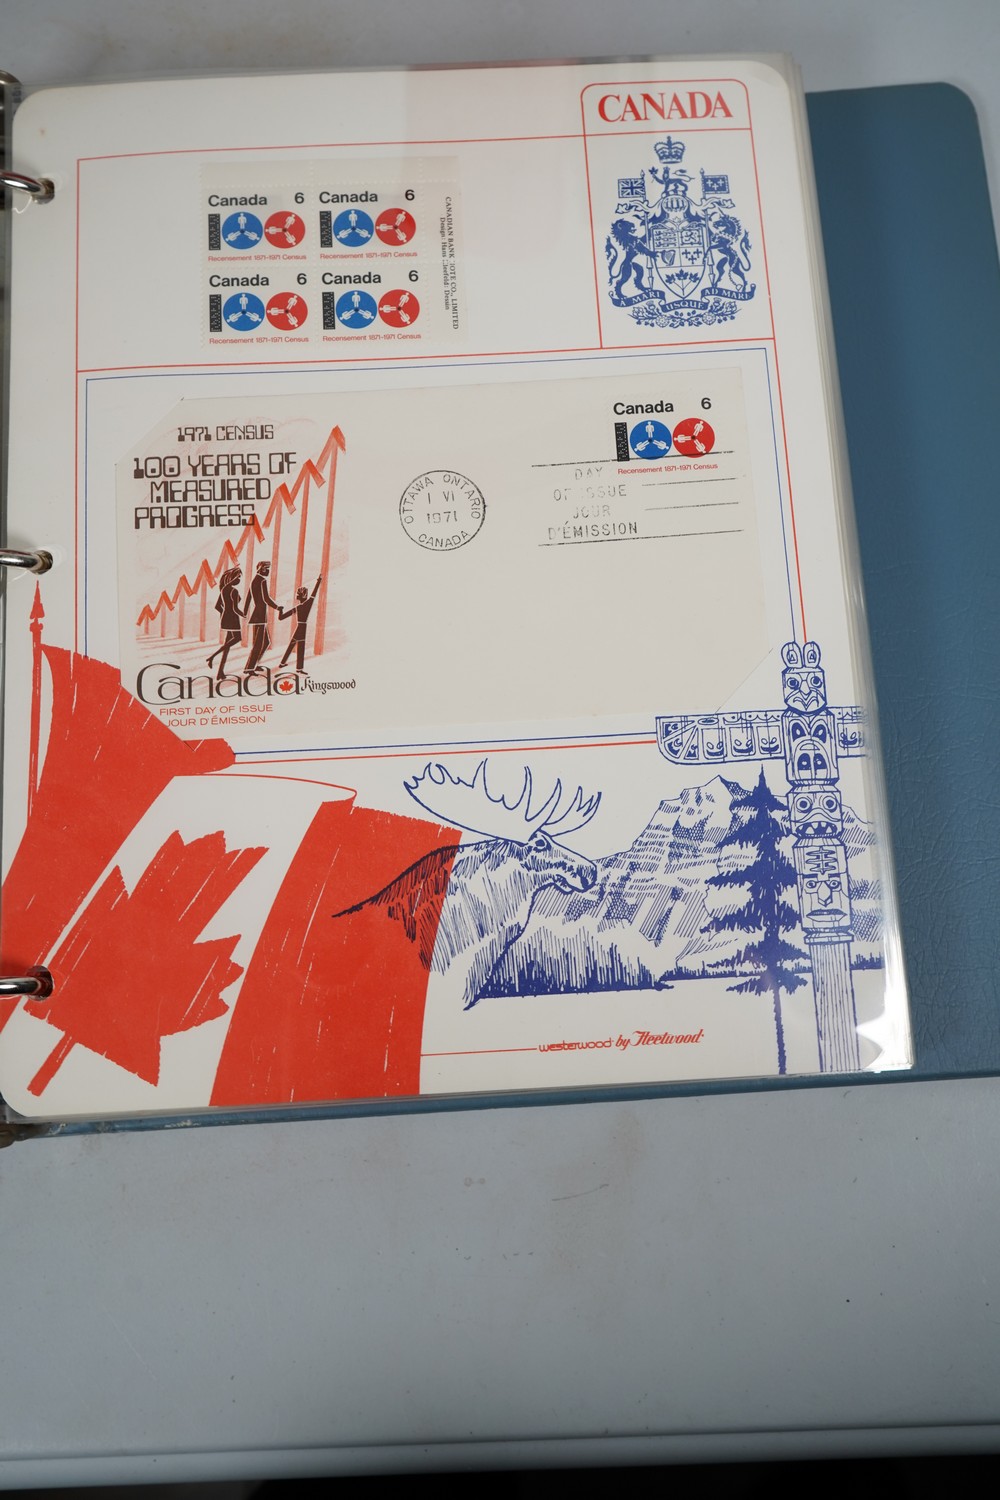 CANADA
Canada 6
Recensement 1871-1971 Census
Canada 6
Recensement 1871-1971 Census
Canada 6
Recensement 1871-1971 Census
Canada 6
Recensement 1871-1971 Census
CANADIAN BANK NOTE CO., LIMITED
Design: Hans
Dessin
A MARI USQUE AD MARE
1971 CENSUS
100 YEARS OF
MEASURED
PROGRESS
Canada
Kingswood
FIRST DAY OF ISSUE
JOUR D'ÉMISSION
OTTAWA ONTARIO
I VI
1971
CANADA
DAY
OF ISSUE
JOUR
D'ÉMISSION
Canada 6
Recensement 1871-1971 Census
westerwood by Fleetwood